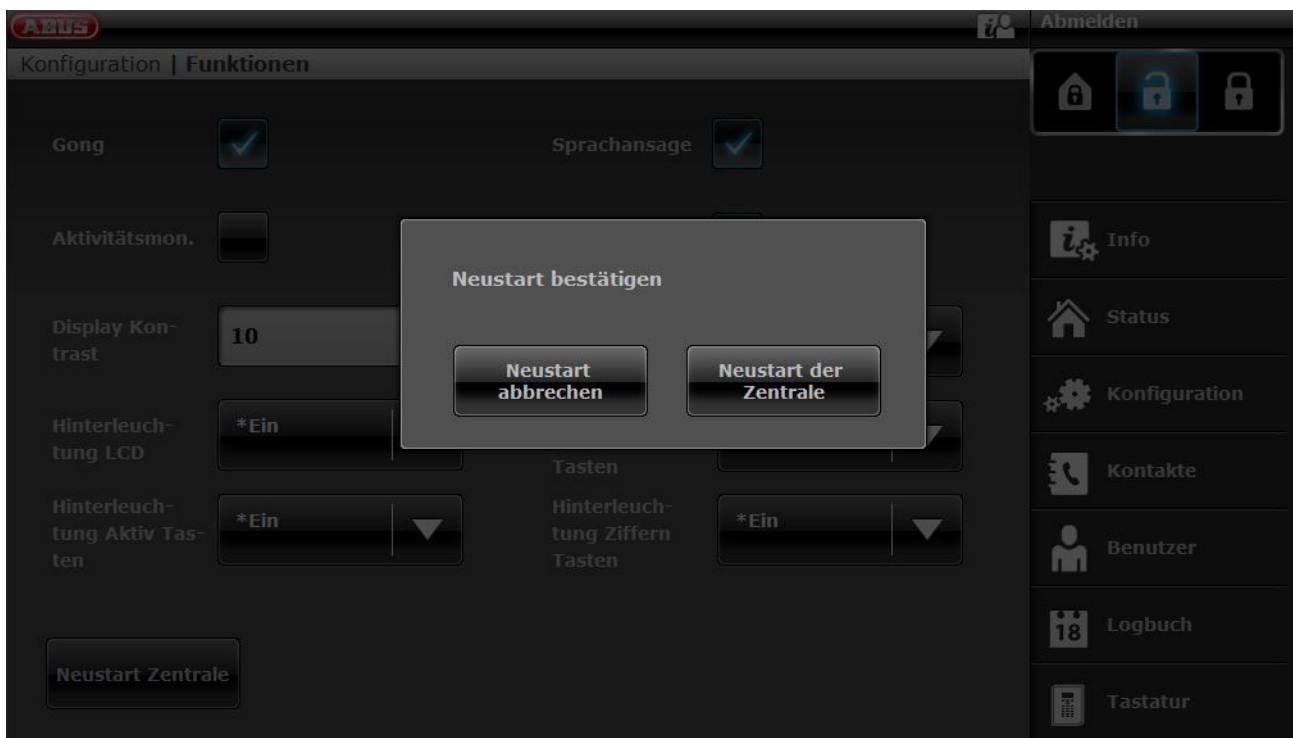 ABUS
Abmelden
Konfiguration | Funktionen
Gong
Sprachansage
Aktivitätsmon.
Neustart bestätigen
Neustart
abbrechen
Neustart der
Zentrale
Display Kon-
trast
10
Hinterleuch-
tung LCD
*Ein
Tasten
Hinterleuch-
tung Aktiv Tas-
ten
*Ein
Hinterleuch-
tung Ziffern
Tasten
*Ein
Neustart Zentrale
Info
Status
Konfiguration
Kontakte
Benutzer
18
Logbuch
Tastatur